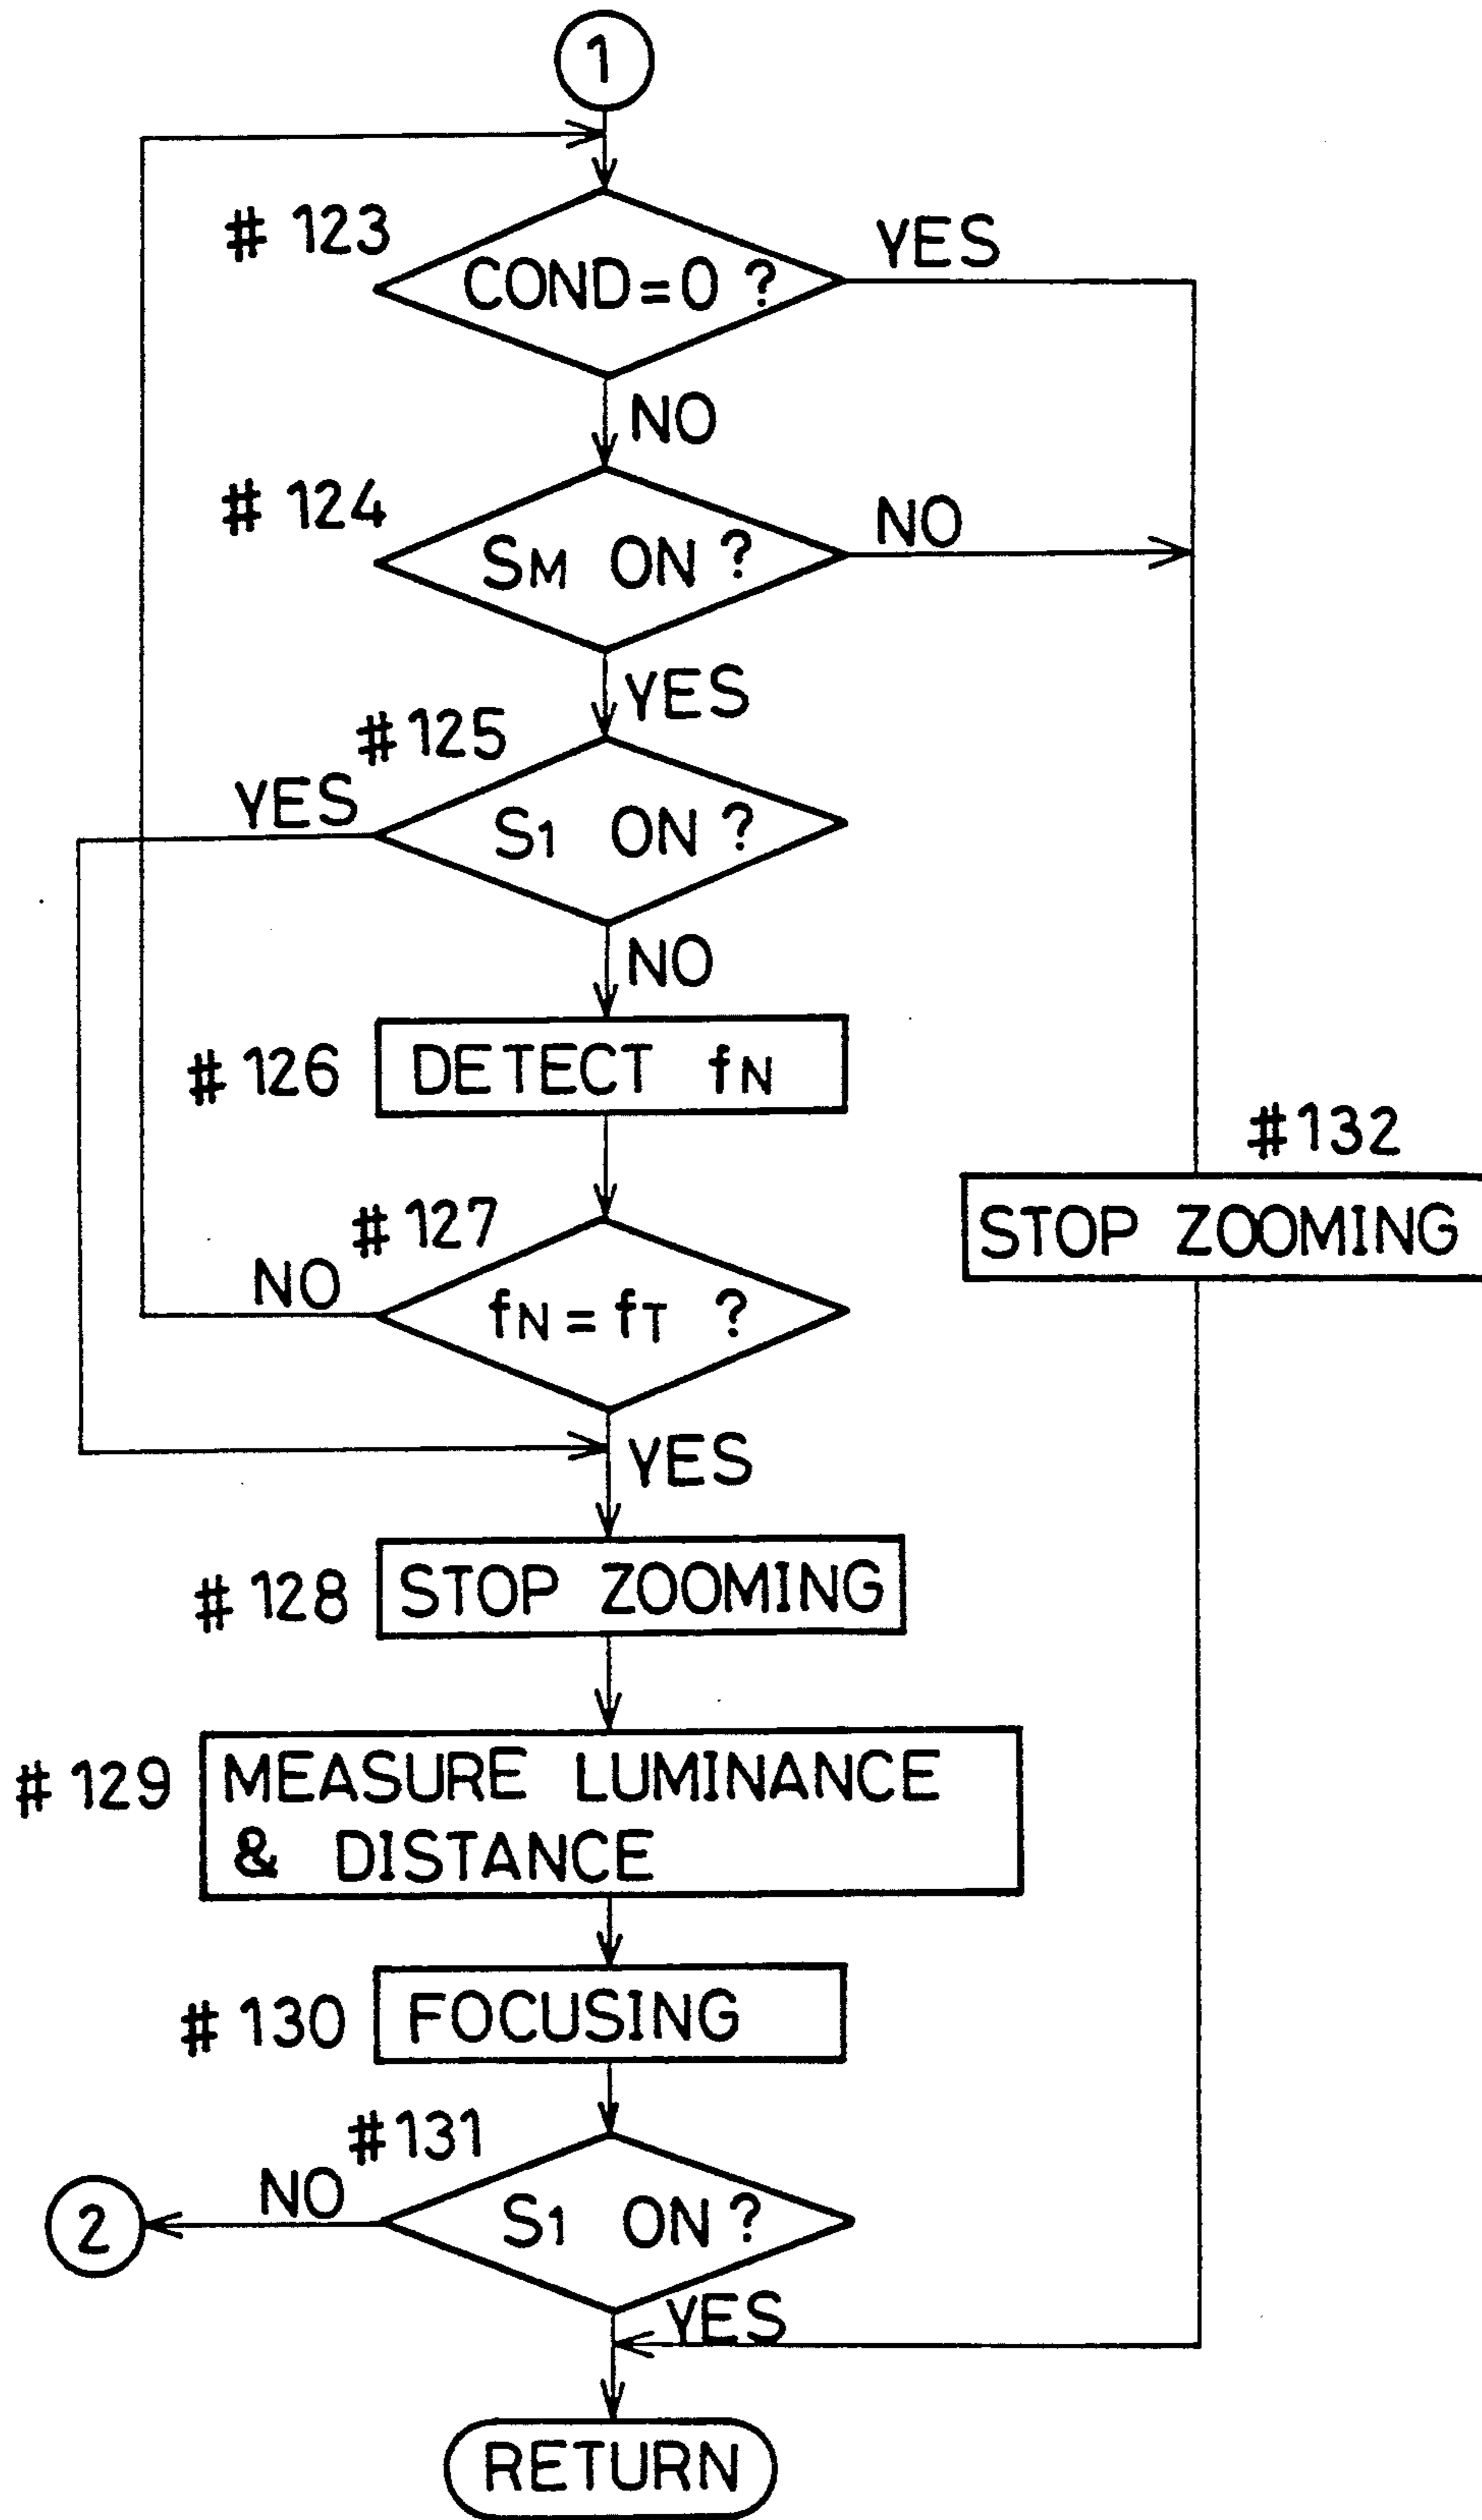 1
#123
COND=0 ?
YES
NO
#124
SM ON ?
NO
YES
#125
YES
S1 ON ?
NO
#126
DETECT fN
#132
STOP ZOOMING
#127
NO
fN = fT ?
YES
#128
STOP ZOOMING
#129
MEASURE LUMINANCE
& DISTANCE
#130
FOCUSING
#131
NO
2
S1 ON ?
YES
RETURN